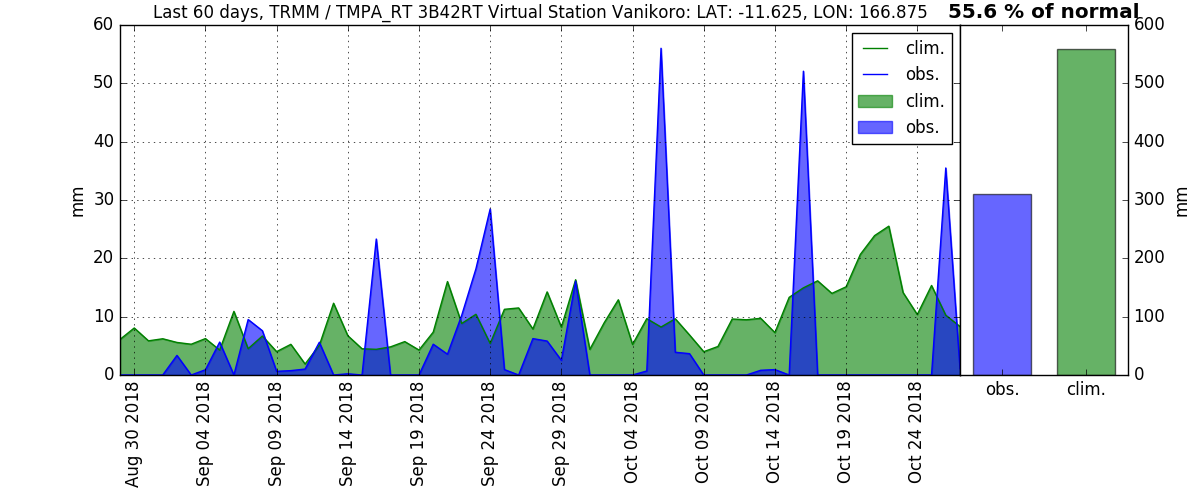 Last 60 days, TRMM / TMPA_RT 3B42RT Virtual Station Vanikoro: LAT: -11.625, LON: 166.875
55.6 % of normal
60
50
40
30
20
10
0
mm
clim.
obs.
clim.
obs.
600
500
400
300
200
100
0
mm
obs.
clim.
Aug 30 2018
Sep 04 2018
Sep 09 2018
Sep 14 2018
Sep 19 2018
Sep 24 2018
Sep 29 2018
Oct 04 2018
Oct 09 2018
Oct 14 2018
Oct 19 2018
Oct 24 2018